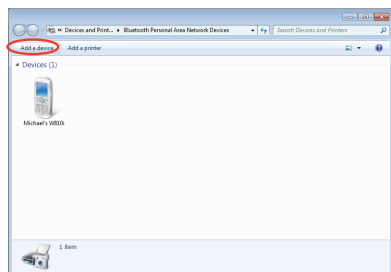 « Devices and Print... ▸ Bluetooth Personal Area Network Devices
Search Devices and Printers
Add a device Add a printer
Devices (1)
Michael's W810i
1 item